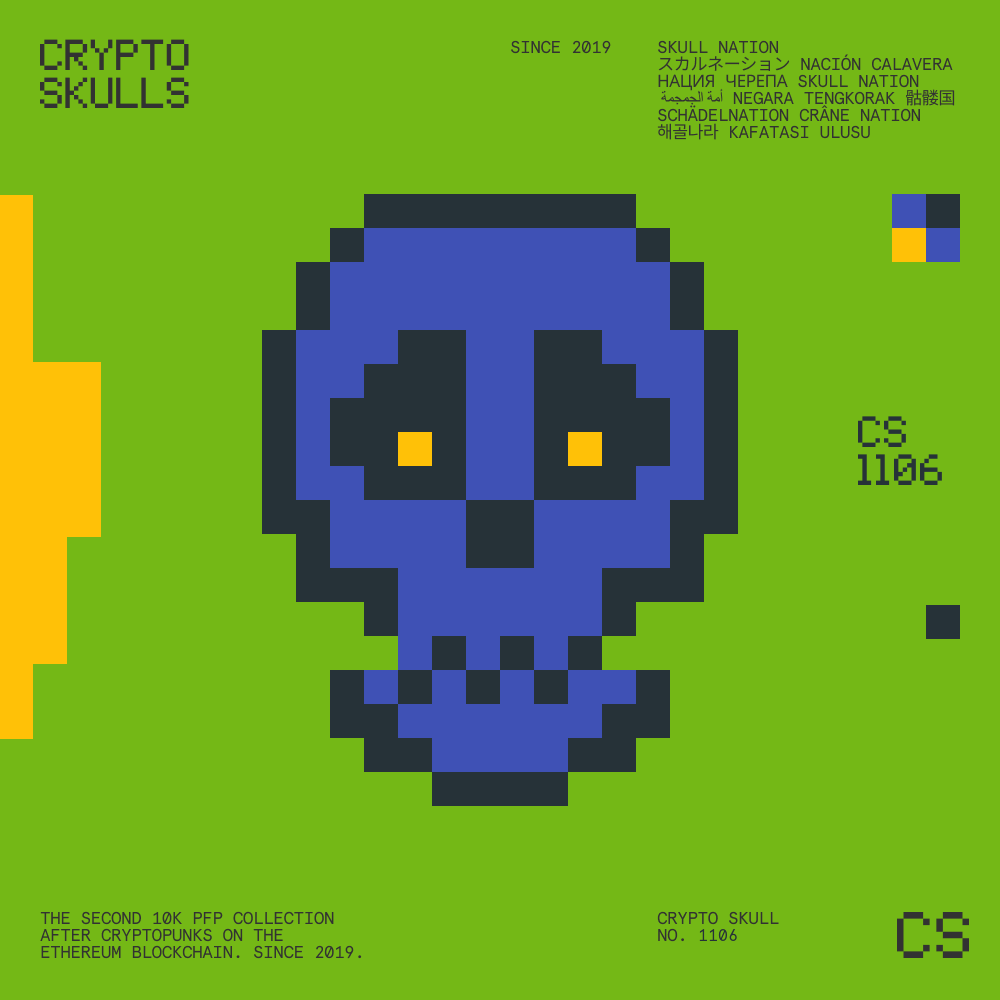 CRYPTO
SKULLS
SINCE 2019
SKULL NATION
スカルネーション NACIÓN CALAVERA
НАЦИЯ ЧЕРЕПА SKULL NATION
أمة الجمجمة NEGARA TENGKORAK 骷髏国
SCHÄDELNATION CRÂNE NATION
해골나라 KAFATASI ULUSU
CS
1106
THE SECOND 10K PFP COLLECTION
AFTER CRYPTOPUNKS ON THE
ETHEREUM BLOCKCHAIN. SINCE 2019.
CRYPTO SKULL
NO. 1106
CS